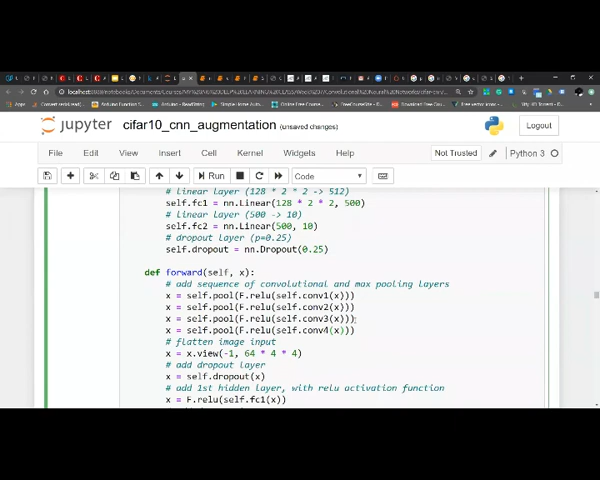 jupyter cifar10_cnn_augmentation (unsaved changes) Logout
File Edit View Insert Cell Kernel Widgets Help Not Trusted Python 3
Run Code
# linear layer (128 * 2 * 2 -> 512)
self.fc1 = nn.Linear(128 * 2 * 2, 500)
# linear layer (500 -> 10)
self.fc2 = nn.Linear(500, 10)
# dropout layer (p=0.25)
self.dropout = nn.Dropout(0.25)
def forward(self, x):
# add sequence of convolutional and max pooling layers
x = self.pool(F.relu(self.conv1(x)))
x = self.pool(F.relu(self.conv2(x)))
x = self.pool(F.relu(self.conv3(x)))
x = self.pool(F.relu(self.conv4(x)))
# flatten image input
x = x.view(-1, 64 * 4 * 4)
# add dropout layer
x = self.dropout(x)
# add 1st hidden layer, with relu activation function
x = F.relu(self.fc1(x))